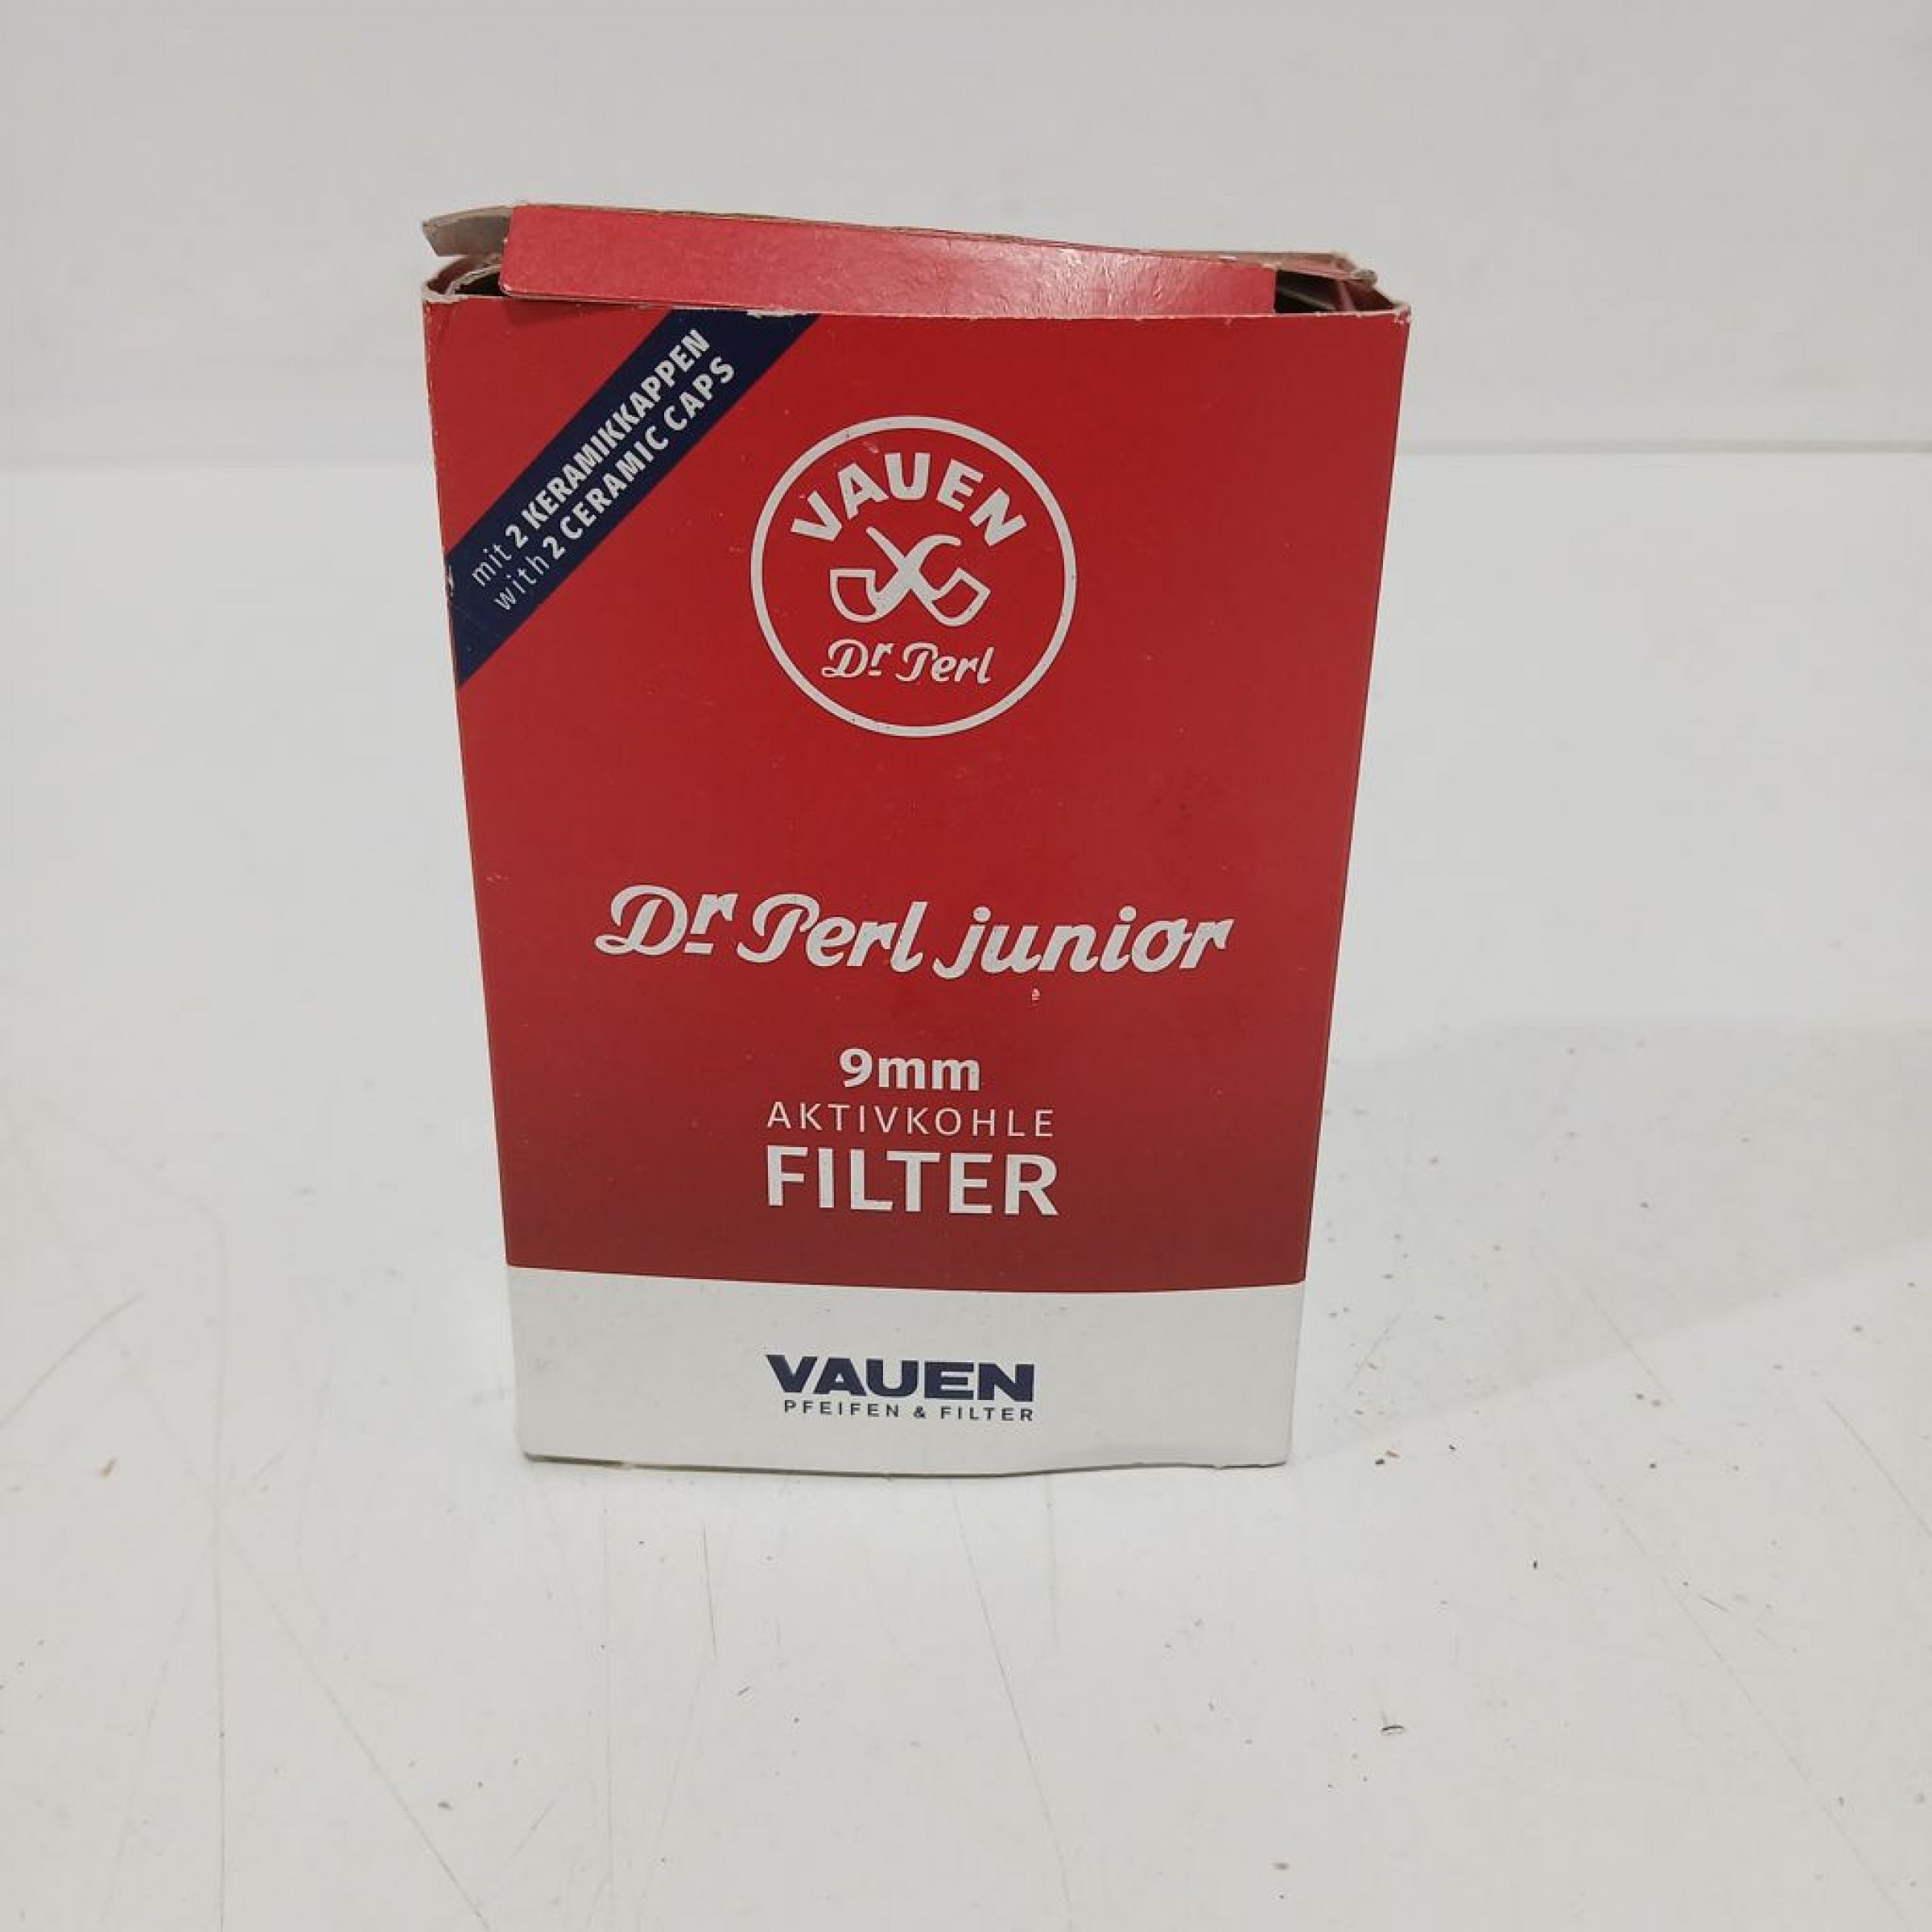 mit 2 KERAMIKKAPPEN
with 2 CERAMIC CAPS
VAUEN
Dr Perl
Dr Perl junior
9mm
AKTIVKOHLE
FILTER
VAUEN
PFEIFEN & FILTER